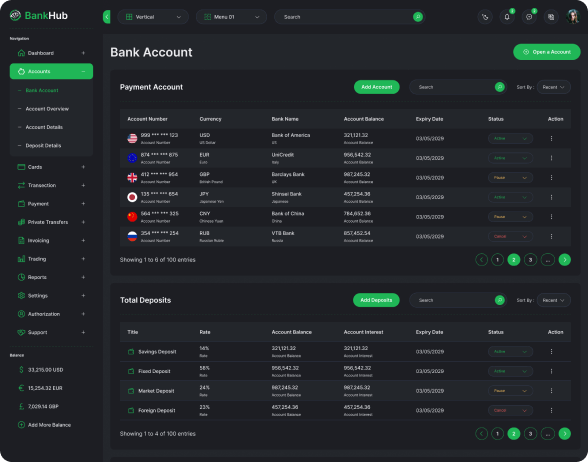 BankHub
Vertical
Menu 01
Search
Navigation
Dashboard +
Accounts −
Bank Account
Account Overview
Account Details
Deposit Details
Cards +
Transaction +
Payment +
Private Transfers +
Invoicing +
Trading +
Reports +
Settings +
Authorization +
Support +
Balance
$ 33,215.00 USD
€ 15,254.32 EUR
£ 7,029.14 GBP
Add More Balance
Bank Account
Open a Account
Payment Account
Add Account
Search
Sort By : Recent
Account Number Currency Bank Name Account Balance Expiry Date Status Action
999 *** *** 123 USD Bank of America 321,121.32 03/05/2029 Active
Account Number US Dollar US Account Balance
874 *** *** 875 EUR UniCredit 956,542.32 03/05/2029 Active
Account Number Euro Italy Account Balance
412 *** *** 954 GBP Barclays Bank 987,245.32 03/05/2029 Pause
Account Number British Pound UK Account Balance
135 *** *** 654 JPY Shinsei Bank 457,254.36 03/05/2029 Active
Account Number Japanese Yen Japanese Account Balance
564 *** *** 325 CNY Bank of China 784,652.36 03/05/2029 Pause
Account Number Chinese Yuan China Account Balance
354 *** *** 254 RUB VTB Bank 857,452.54 03/05/2029 Cancel
Account Number Russian Ruble Russia Account Balance
Showing 1 to 6 of 100 entries
1 2 3 ...
Total Deposits
Add Deposits
Search
Sort By : Recent
Title Rate Account Balance Account Interest Expiry Date Status Action
Savings Deposit 14% 321,121.32 321,121.32 03/05/2029 Active
Rate Account Balance Account Interest
Fixed Deposit 56% 956,542.32 956,542.32 03/05/2029 Active
Rate Account Balance Account Interest
Market Deposit 24% 987,245.32 987,245.32 03/05/2029 Pause
Rate Account Balance Account Interest
Foreign Deposit 23% 457,254.36 457,254.36 03/05/2029 Cancel
Rate Account Balance Account Interest
Showing 1 to 4 of 100 entries
1 2 3 ...